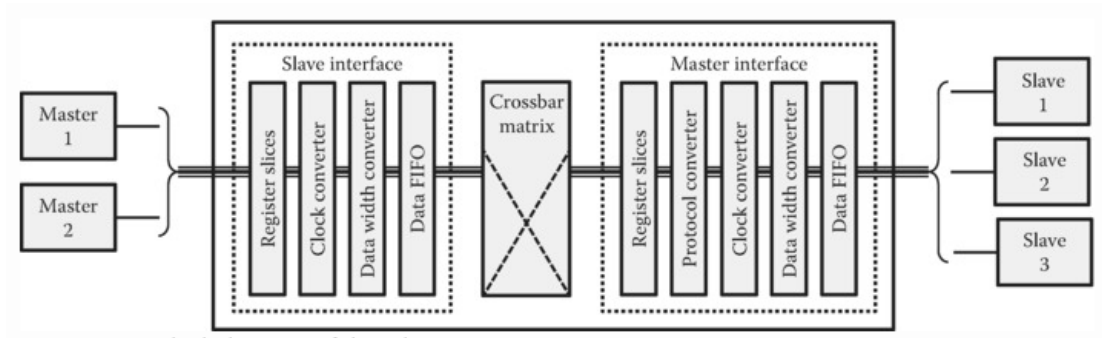 Slave interface
Master interface
Master
1
Master
2
Register slices
Clock converter
Data width converter
Data FIFO
Crossbar
matrix
Register slices
Protocol converter
Clock converter
Data width converter
Data FIFO
Slave
1
Slave
2
Slave
3